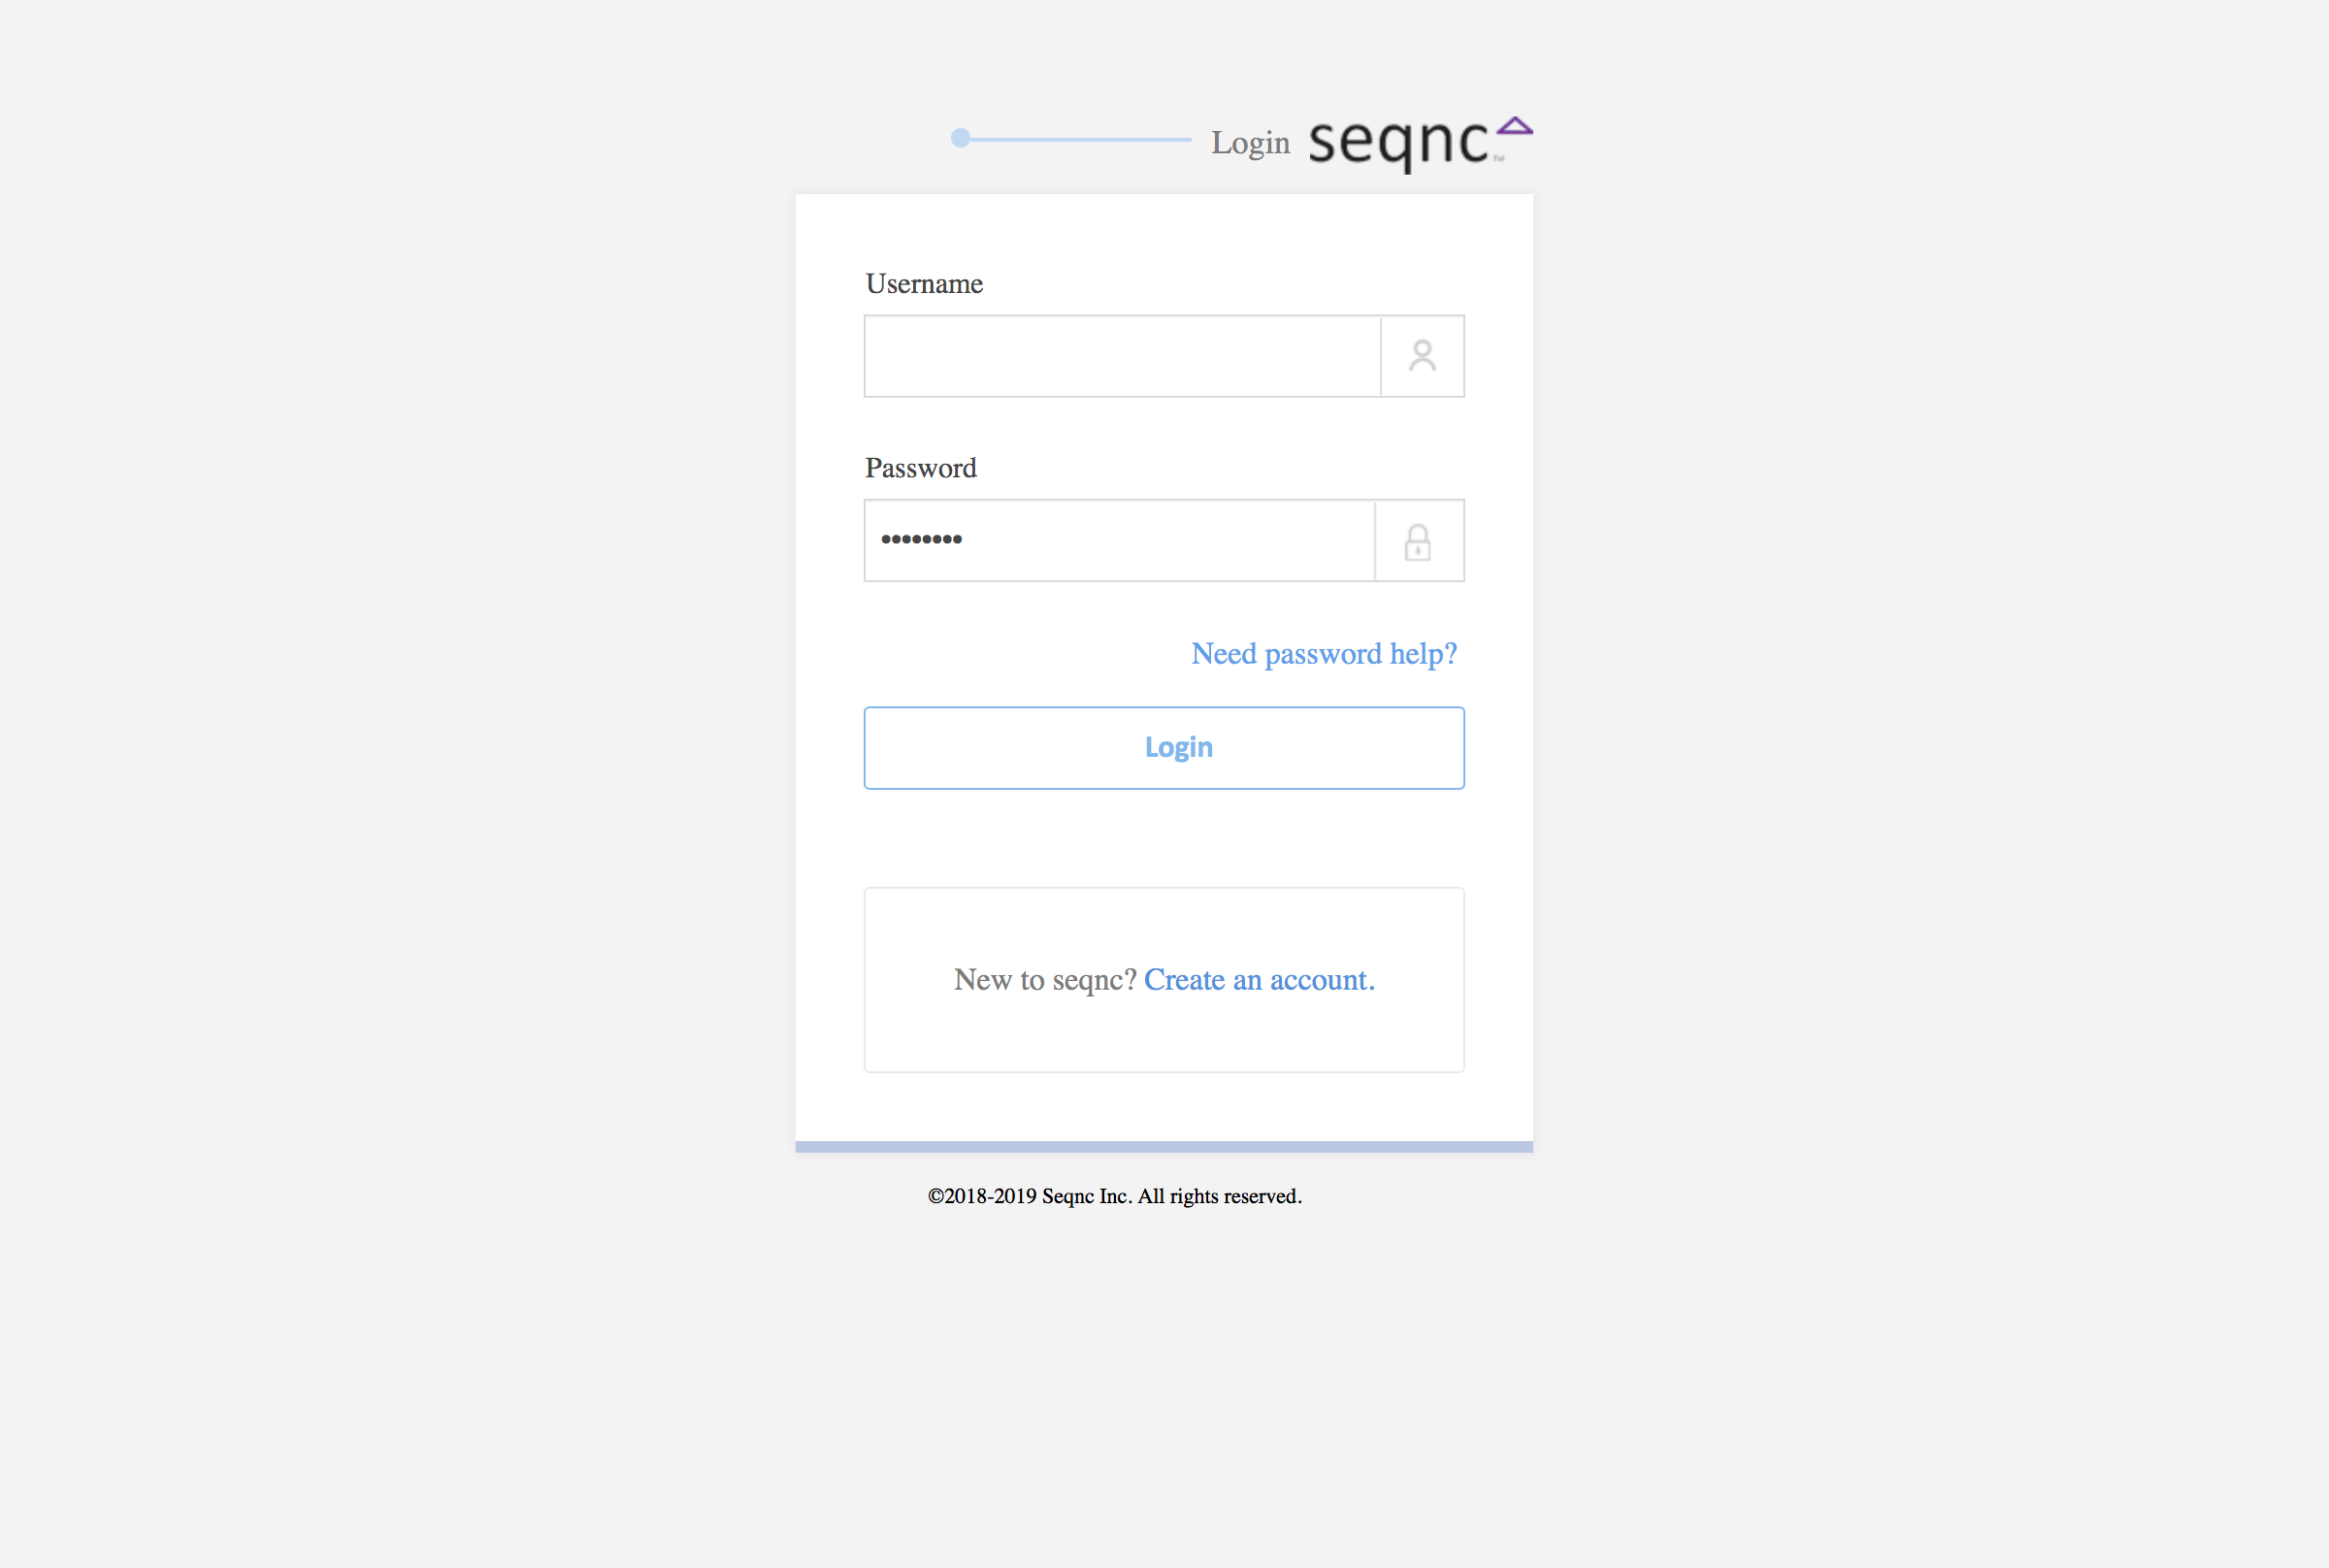 Login seqnc™
Username
Password
••••••••
Need password help?
Login
New to seqnc? Create an account.
©2018-2019 Seqnc Inc. All rights reserved.